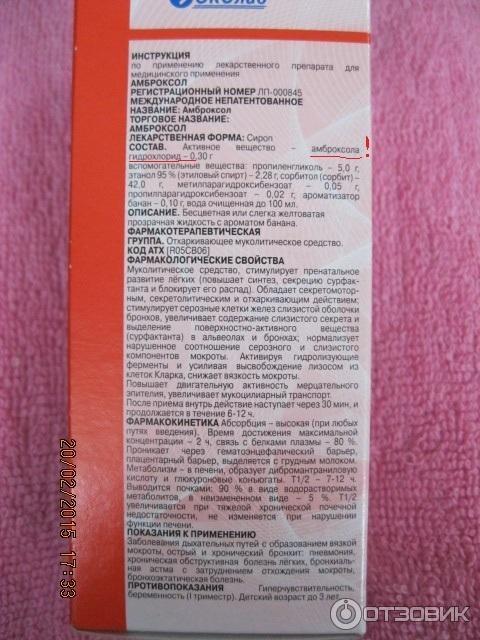 ЭКОлаб
ИНСТРУКЦИЯ
по применению лекарственного препарата для
медицинского применения
АМБРОКСОЛ
РЕГИСТРАЦИОННЫЙ НОМЕР ЛП-000845
МЕЖДУНАРОДНОЕ НЕПАТЕНТОВАННОЕ
НАЗВАНИЕ: Амброксол
ТОРГОВОЕ НАЗВАНИЕ:
АМБРОКСОЛ
ЛЕКАРСТВЕННАЯ ФОРМА: Сироп
СОСТАВ. Активное вещество – амброксола
гидрохлорид – 0,30 г
вспомогательные вещества: пропиленгликоль – 5,0 г,
этанол 95 % (этиловый спирт) – 2,28 г, сорбитол (сорбит) –
42,0 г, метилпарагидроксибензоат – 0,05 г,
пропилпарагидроксибензоат – 0,02 г, ароматизатор
банан – 0,10 г, вода очищенная до 100 мл.
ОПИСАНИЕ. Бесцветная или слегка желтоватая
прозрачная жидкость с ароматом банана.
ФАРМАКОТЕРАПЕВТИЧЕСКАЯ
ГРУППА. Отхаркивающее муколитическое средство.
КОД АТХ [R05CB06]
ФАРМАКОЛОГИЧЕСКИЕ СВОЙСТВА
Муколитическое средство, стимулирует пренатальное
развитие лёгких (повышает синтез, секрецию сурфак-
танта и блокирует его распад). Обладает секретомотор-
ным, секретолитическим и отхаркивающим действием;
стимулирует серозные клетки желез слизистой оболочки
бронхов, увеличивает содержание слизистого секрета и
выделение поверхностно-активного вещества
(сурфактанта) в альвеолах и бронхах; нормализует
нарушенное соотношение серозного и слизистого
компонентов мокроты. Активируя гидролизующие
ферменты и усиливая высвобождение лизосом из
клеток Кларка, снижает вязкость мокроты.
Повышает двигательную активность мерцательного
эпителия, увеличивает мукоцилиарный транспорт.
После приема внутрь действие наступает через 30 мин. и
продолжается в течение 6-12 ч.
ФАРМАКОКИНЕТИКА Абсорбция – высокая (при любых
путях введения). Время достижения максимальной
концентрации – 2 ч, связь с белками плазмы – 80 %.
Проникает через гематоэнцефалический барьер,
плацентарный барьер, выделяется с грудным молоком.
Метаболизм – в печени, образует дибромантраниловую
кислоту и глюкуроновые конъюгаты. Т1/2 – 7-12 ч.
Выводится почками: 90 % в виде водорастворимых
метаболитов, в неизмененном виде – 5 %. Т1/2
увеличивается при тяжелой хронической почечной
недостаточности, не изменяется при нарушении
функции печени.
ПОКАЗАНИЯ К ПРИМЕНЕНИЮ
Заболевания дыхательных путей с образованием вязкой
мокроты, острый и хронический бронхит: пневмония,
хроническая обструктивная болезнь лёгких, бронхиаль-
ная астма с затруднением отхождения мокроты,
бронхоэктатическая болезнь.
ПРОТИВОПОКАЗАНИЯ Гиперчувствительность,
беременность (I триместр). Детский возраст до 3 лет.
!
20/02/2015 17:33
ОТЗОВИК